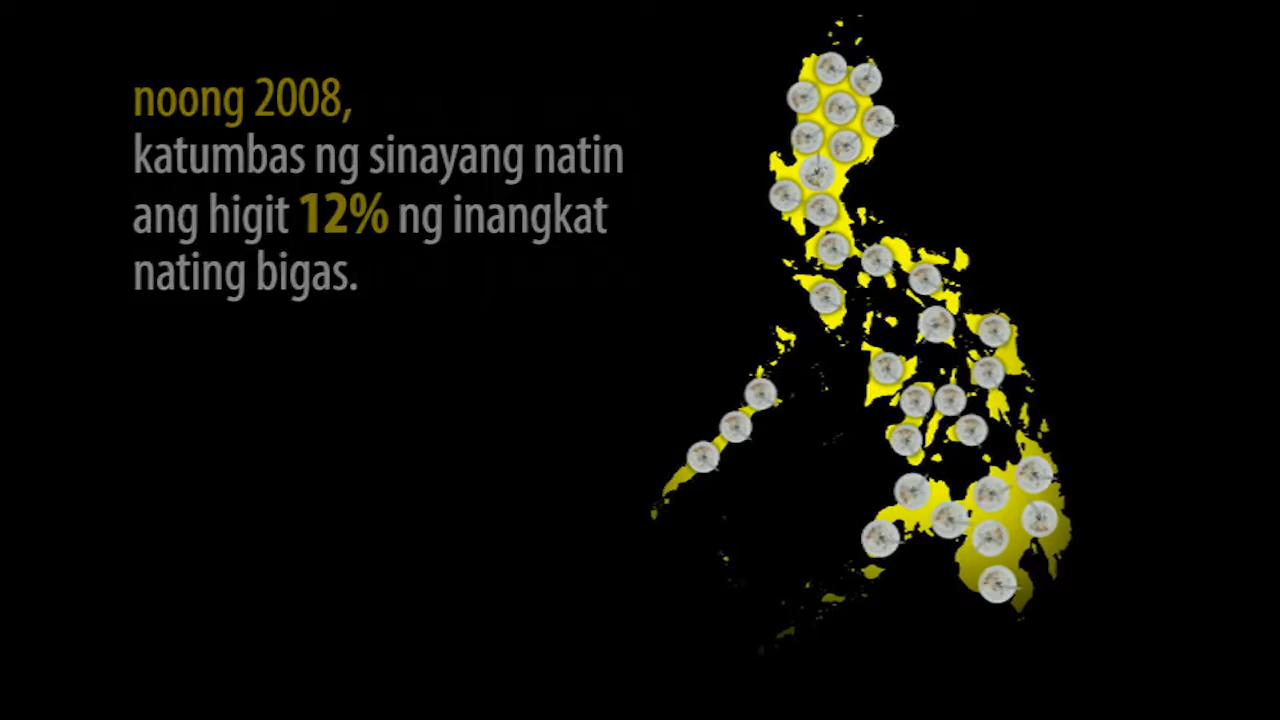 noong 2008,
katumbas ng sinayang natin
ang higit 12% ng inangkat
nating bigas.